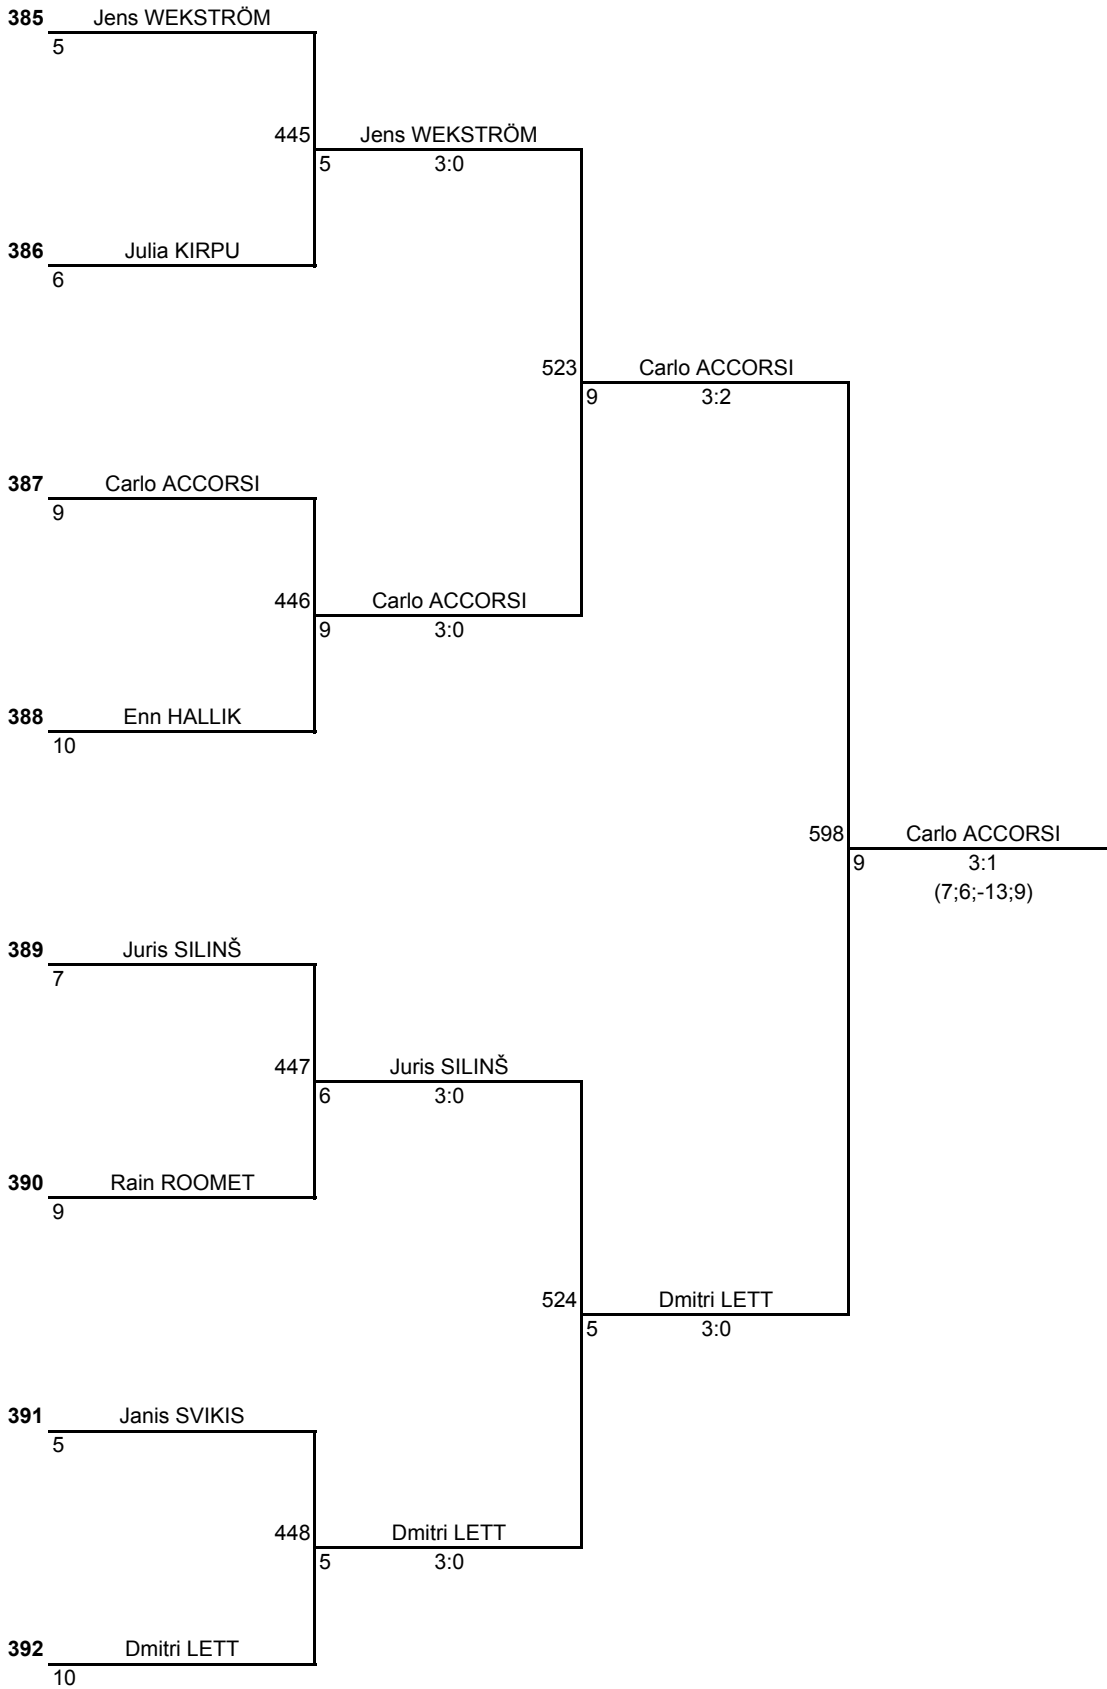 385 Jens WEKSTRÖM
5
445 Jens WEKSTRÖM
5 3:0
386 Julia KIRPU
6
523 Carlo ACCORSI
9 3:2
387 Carlo ACCORSI
9
446 Carlo ACCORSI
9 3:0
388 Enn HALLIK
10
598 Carlo ACCORSI
9 3:1
(7;6;-13;9)
389 Juris SILINŠ
7
447 Juris SILINŠ
6 3:0
390 Rain ROOMET
9
524 Dmitri LETT
5 3:0
391 Janis SVIKIS
5
448 Dmitri LETT
5 3:0
392 Dmitri LETT
10